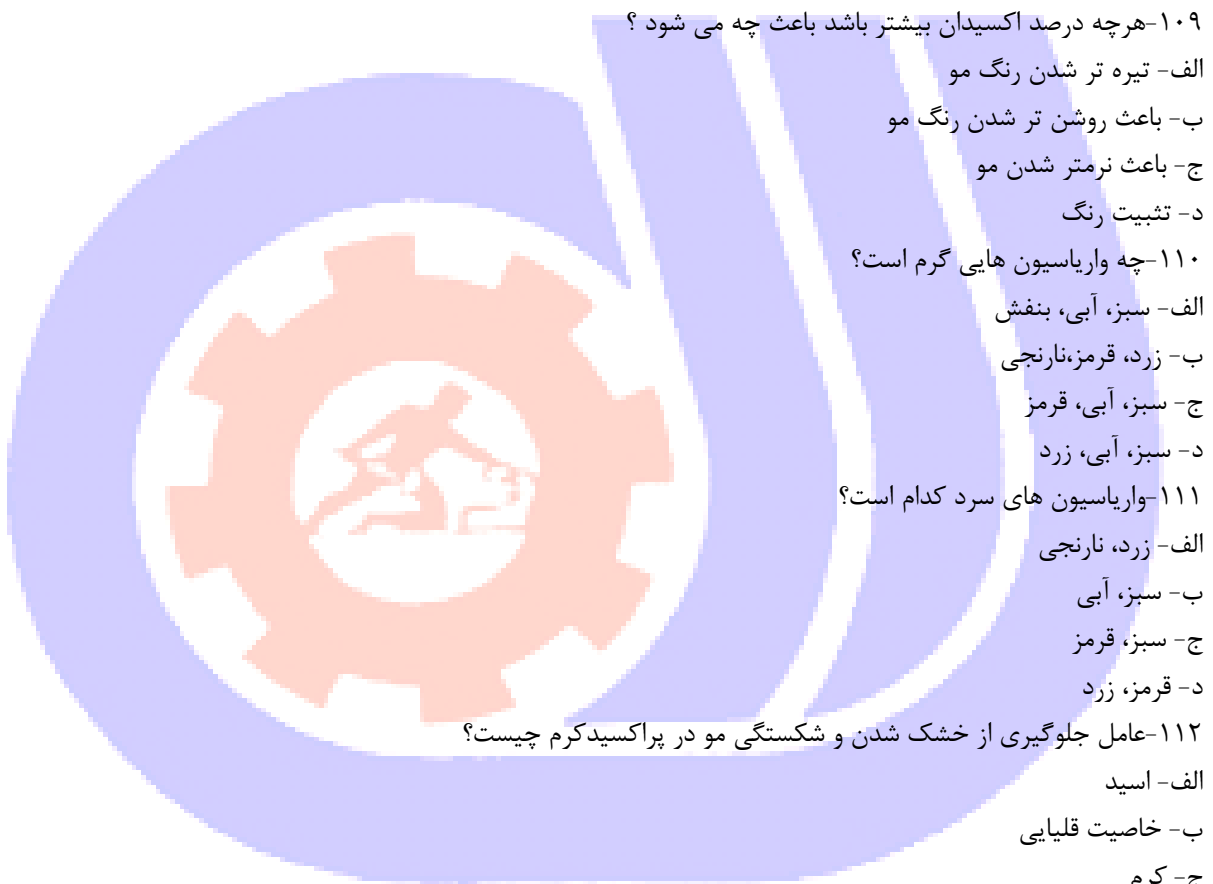 ۱۰۹-هرچه درصد اکسیدان بیشتر باشد باعث چه می شود ؟
الف- تیره تر شدن رنگ مو
ب- باعث روشن تر شدن رنگ مو
ج- باعث نرمتر شدن مو
د- تثبیت رنگ
۱۱۰-چه واریاسیون هایی گرم است؟
الف- سبز، آبی، بنفش
ب- زرد، قرمز،نارنجی
ج- سبز، آبی، قرمز
د- سبز، آبی، زرد
۱۱۱-واریاسیون های سرد کدام است؟
الف- زرد، نارنجی
ب- سبز، آبی
ج- سبز، قرمز
د- قرمز، زرد
۱۱۲-عامل جلوگیری از خشک شدن و شکستگی مو در پراکسیدکرم چیست؟
الف- اسید
ب- خاصیت قلیایی
ج- کرم